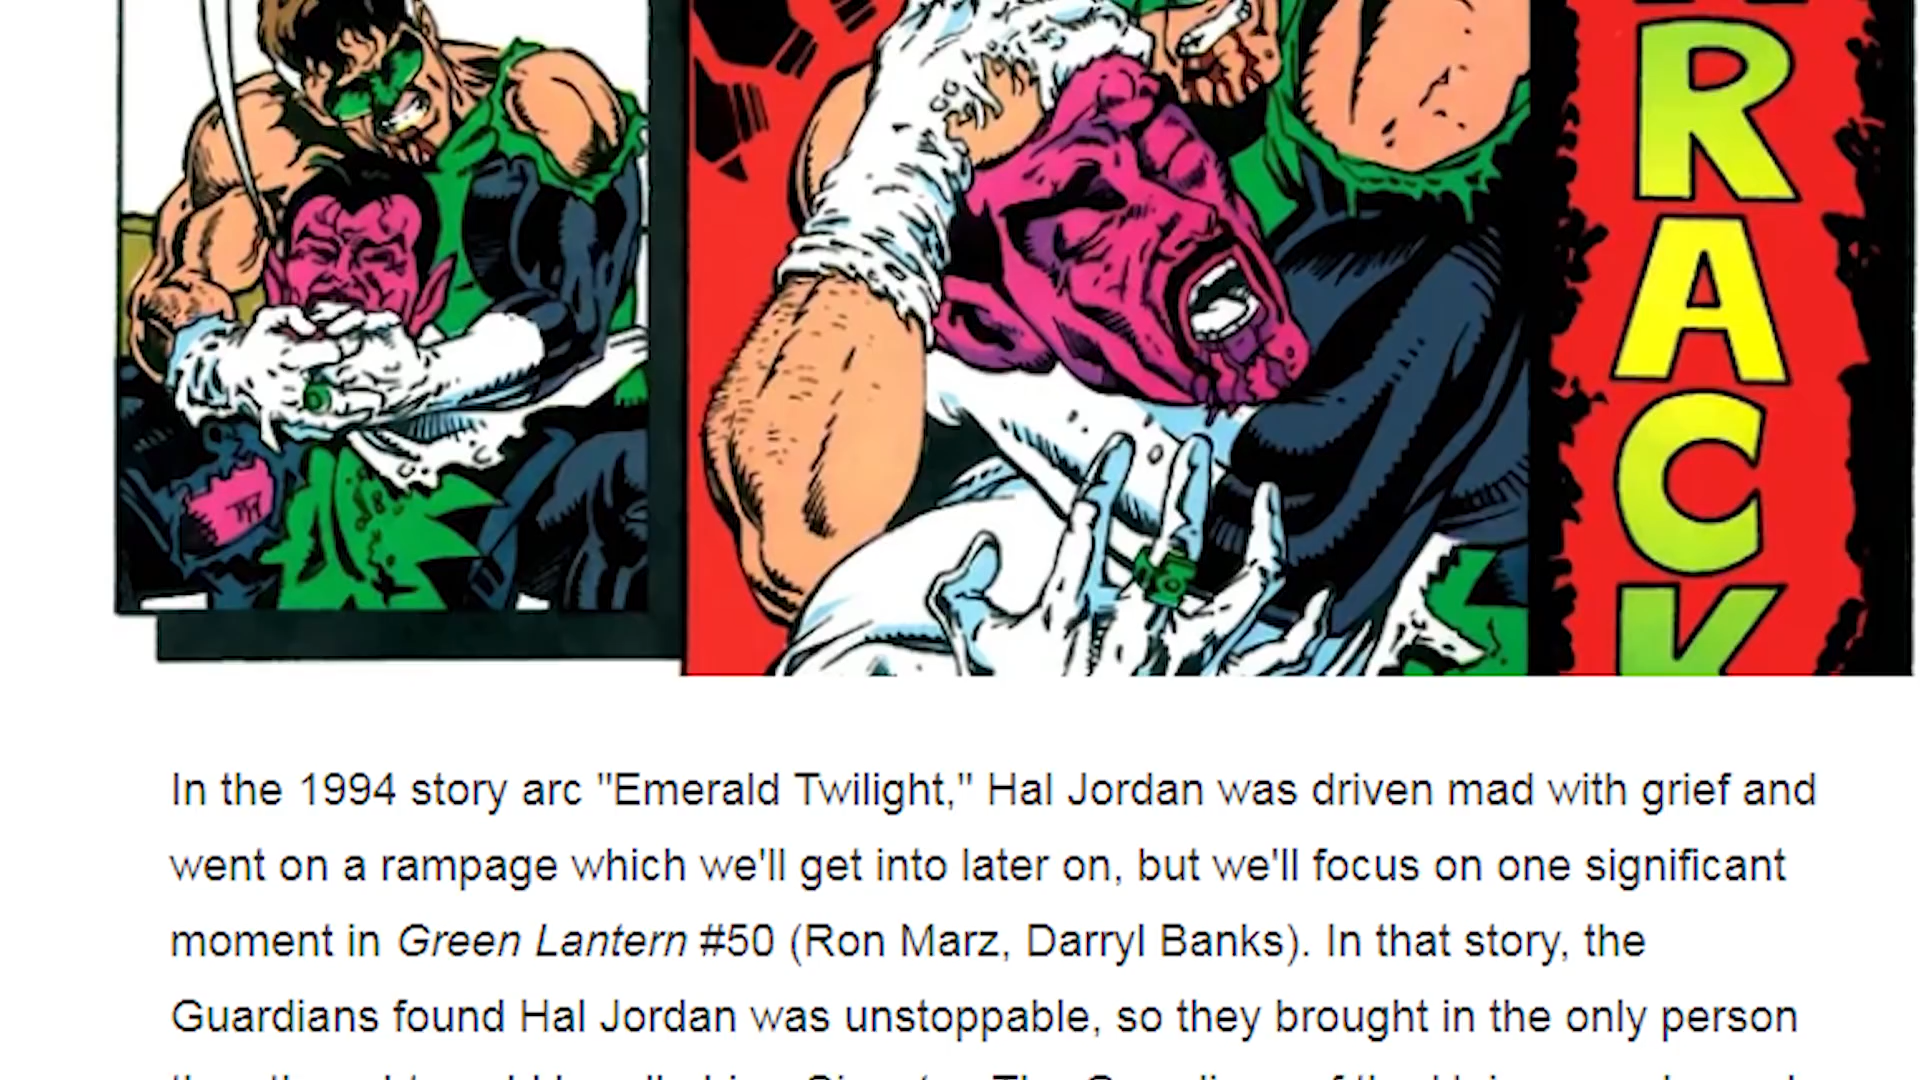 RACK
In the 1994 story arc "Emerald Twilight," Hal Jordan was driven mad with grief and
went on a rampage which we'll get into later on, but we'll focus on one significant
moment in Green Lantern #50 (Ron Marz, Darryl Banks). In that story, the
Guardians found Hal Jordan was unstoppable, so they brought in the only person